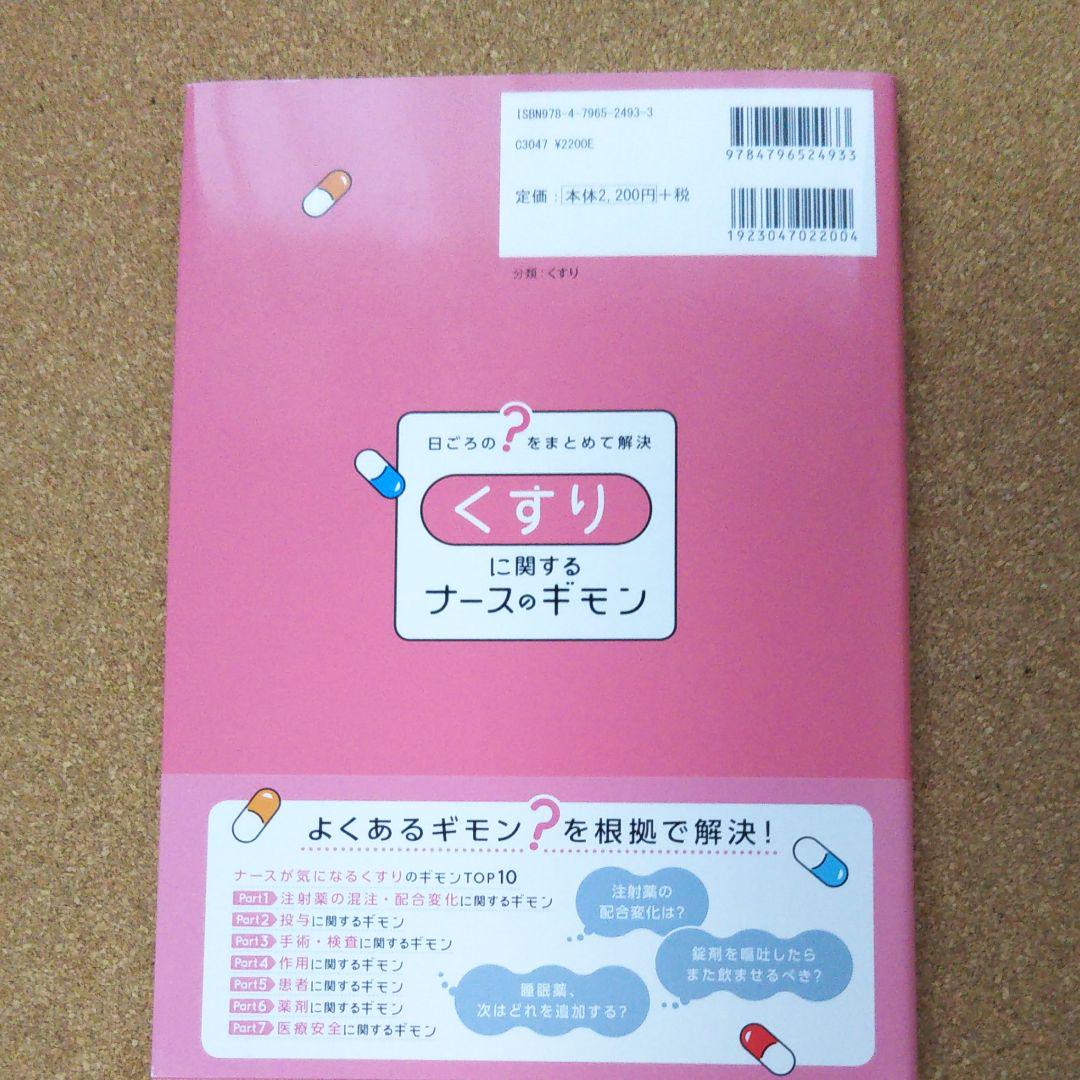 ISBN978-4-7965-2493-3
C3047 ¥2200E
9784796524933
定価：本体2,200円＋税
1923047022004
分類：くすり
日ごろの?をまとめて解決
くすり
に関する
ナースのギモン
よくあるギモン?を根拠で解決！
ナースが気になるくすりのギモンTOP10
Part1 注射薬の混注・配合変化に関するギモン
Part2 投与に関するギモン
Part3 手術・検査に関するギモン
Part4 作用に関するギモン
Part5 患者に関するギモン
Part6 薬剤に関するギモン
Part7 医療安全に関するギモン
注射薬の
配合変化は？
錠剤を嘔吐したら
また飲ませるべき？
睡眠薬、
次はどれを追加する？